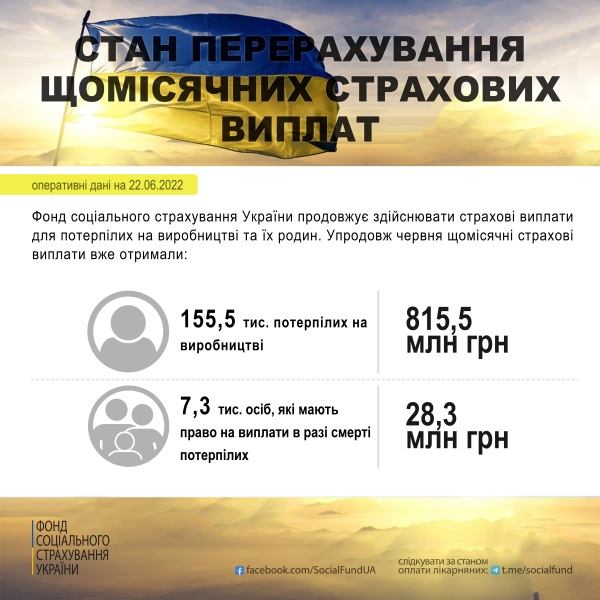 СТАН ПЕРЕРАХУВАННЯ
ЩОМІСЯЧНИХ СТРАХОВИХ
ВИПЛАТ
оперативні дані на 22.06.2022
Фонд соціального страхування України продовжує здійснювати страхові виплати
для потерпілих на виробництві та їх родин. Упродовж червня щомісячні страхові
виплати вже отримали:
155,5 тис. потерпілих на
виробництві
815,5
млн грн
7,3 тис. осіб, які мають
право на виплати в разі смерті
потерпілих
28,3
млн грн
ФОНД
СОЦІАЛЬНОГО
СТРАХУВАННЯ
УКРАЇНИ
facebook.com/SocialFundUA
слідкувати за станом
оплати лікарняних: t.me/socialfund